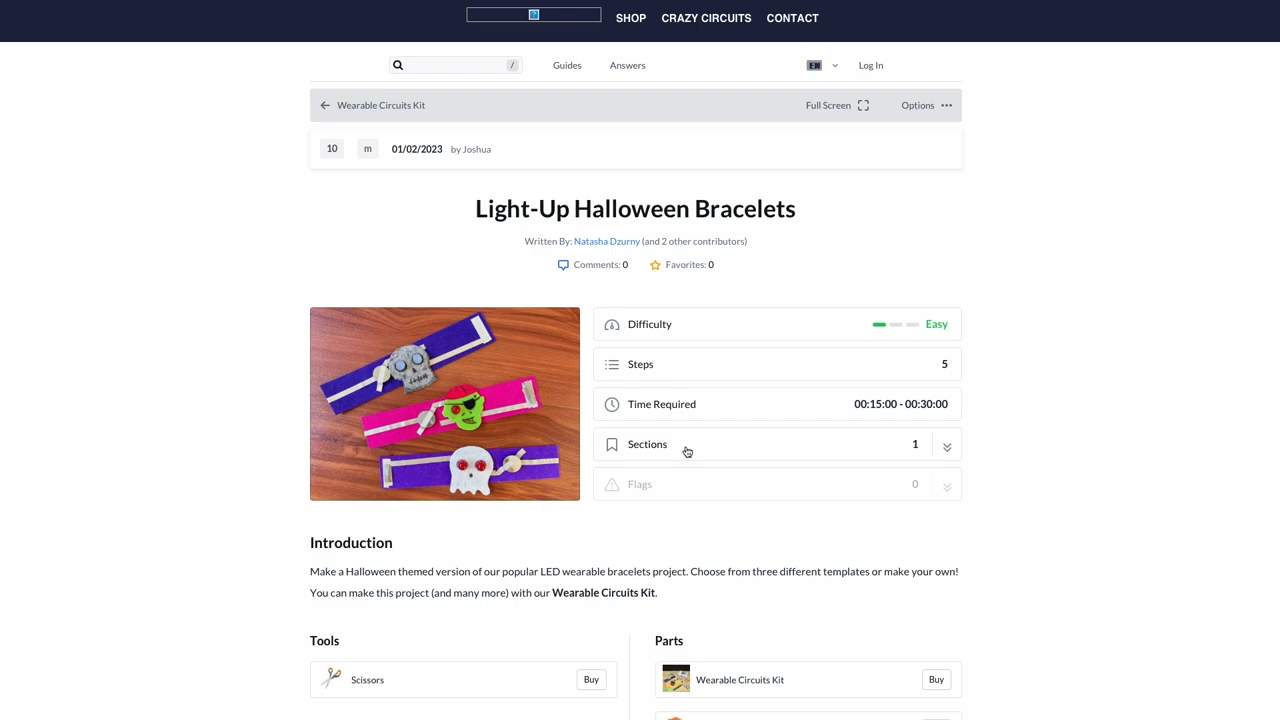 SHOP CRAZY CIRCUITS CONTACT
/ Guides Answers EN Log In
Wearable Circuits Kit Full Screen Options
10 m 01/02/2023 by Joshua
Light-Up Halloween Bracelets
Written By: Natasha Dzurny (and 2 other contributors)
Comments: 0 Favorites: 0
Difficulty Easy
Steps 5
Time Required 00:15:00 - 00:30:00
Sections 1
Flags 0
Introduction
Make a Halloween themed version of our popular LED wearable bracelets project. Choose from three different templates or make your own!
You can make this project (and many more) with our Wearable Circuits Kit.
Tools
Scissors Buy
Parts
Wearable Circuits Kit Buy